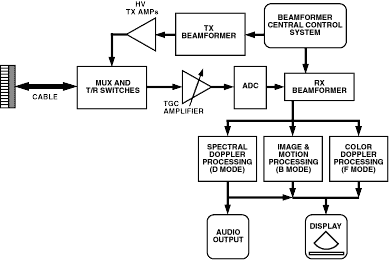 HV
TX AMPs
TX
BEAMFORMER
BEAMFORMER
CENTRAL CONTROL
SYSTEM
MUX AND
T/R SWITCHES
CABLE
TGC
AMPLIFIER
ADC
RX
BEAMFORMER
SPECTRAL
DOPPLER
PROCESSING
(D MODE)
IMAGE &
MOTION
PROCESSING
(B MODE)
COLOR
DOPPLER
PROCESSING
(F MODE)
AUDIO
OUTPUT
DISPLAY